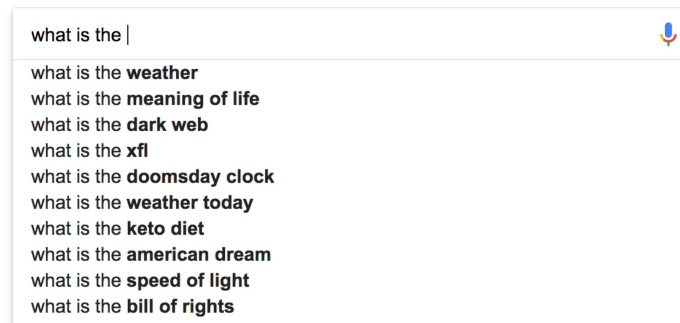 what is the
what is the weather
what is the meaning of life
what is the dark web
what is the xfl
what is the doomsday clock
what is the weather today
what is the keto diet
what is the american dream
what is the speed of light
what is the bill of rights